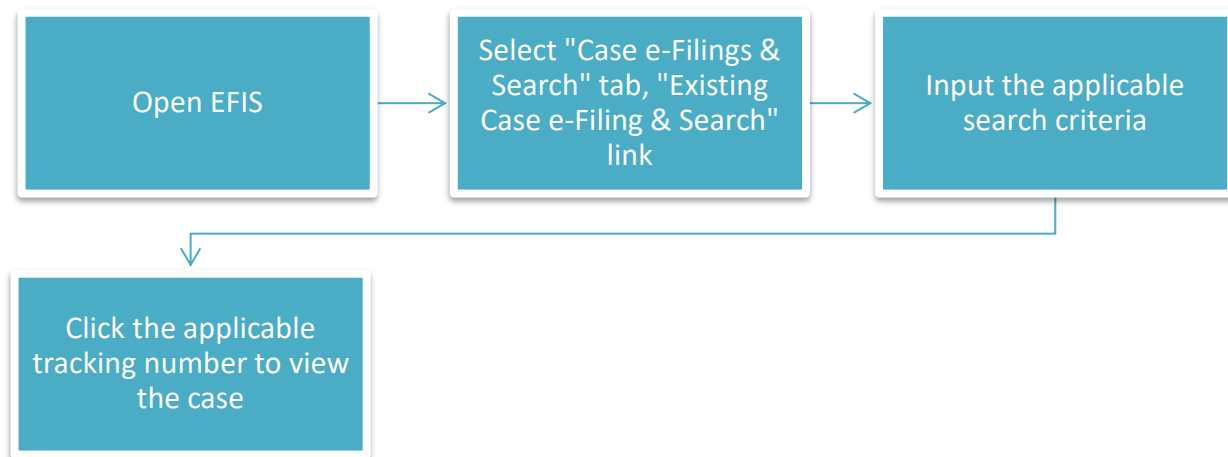 Open EFIS
Select "Case e-Filings &
Search" tab, "Existing
Case e-Filing & Search"
link
Input the applicable
search criteria
Click the applicable
tracking number to view
the case